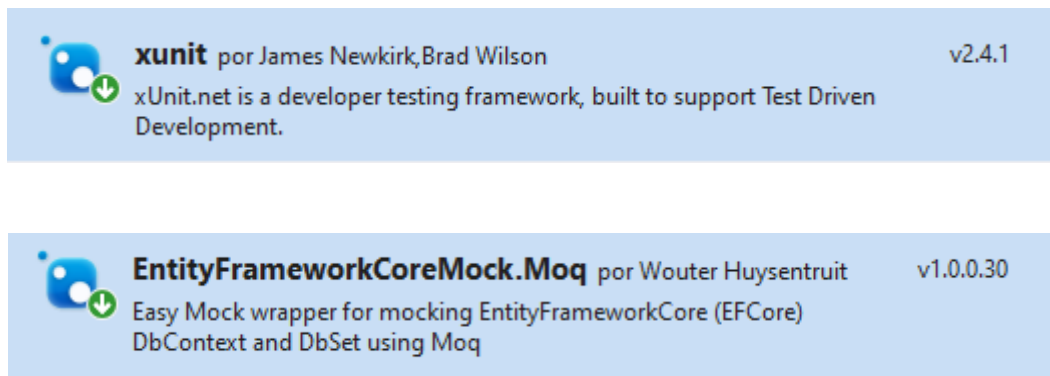 xunit por James Newkirk,Brad Wilson v2.4.1
xUnit.net is a developer testing framework, built to support Test Driven
Development.
EntityFrameworkCoreMock.Moq por Wouter Huysentruit v1.0.0.30
Easy Mock wrapper for mocking EntityFrameworkCore (EFCore)
DbContext and DbSet using Moq